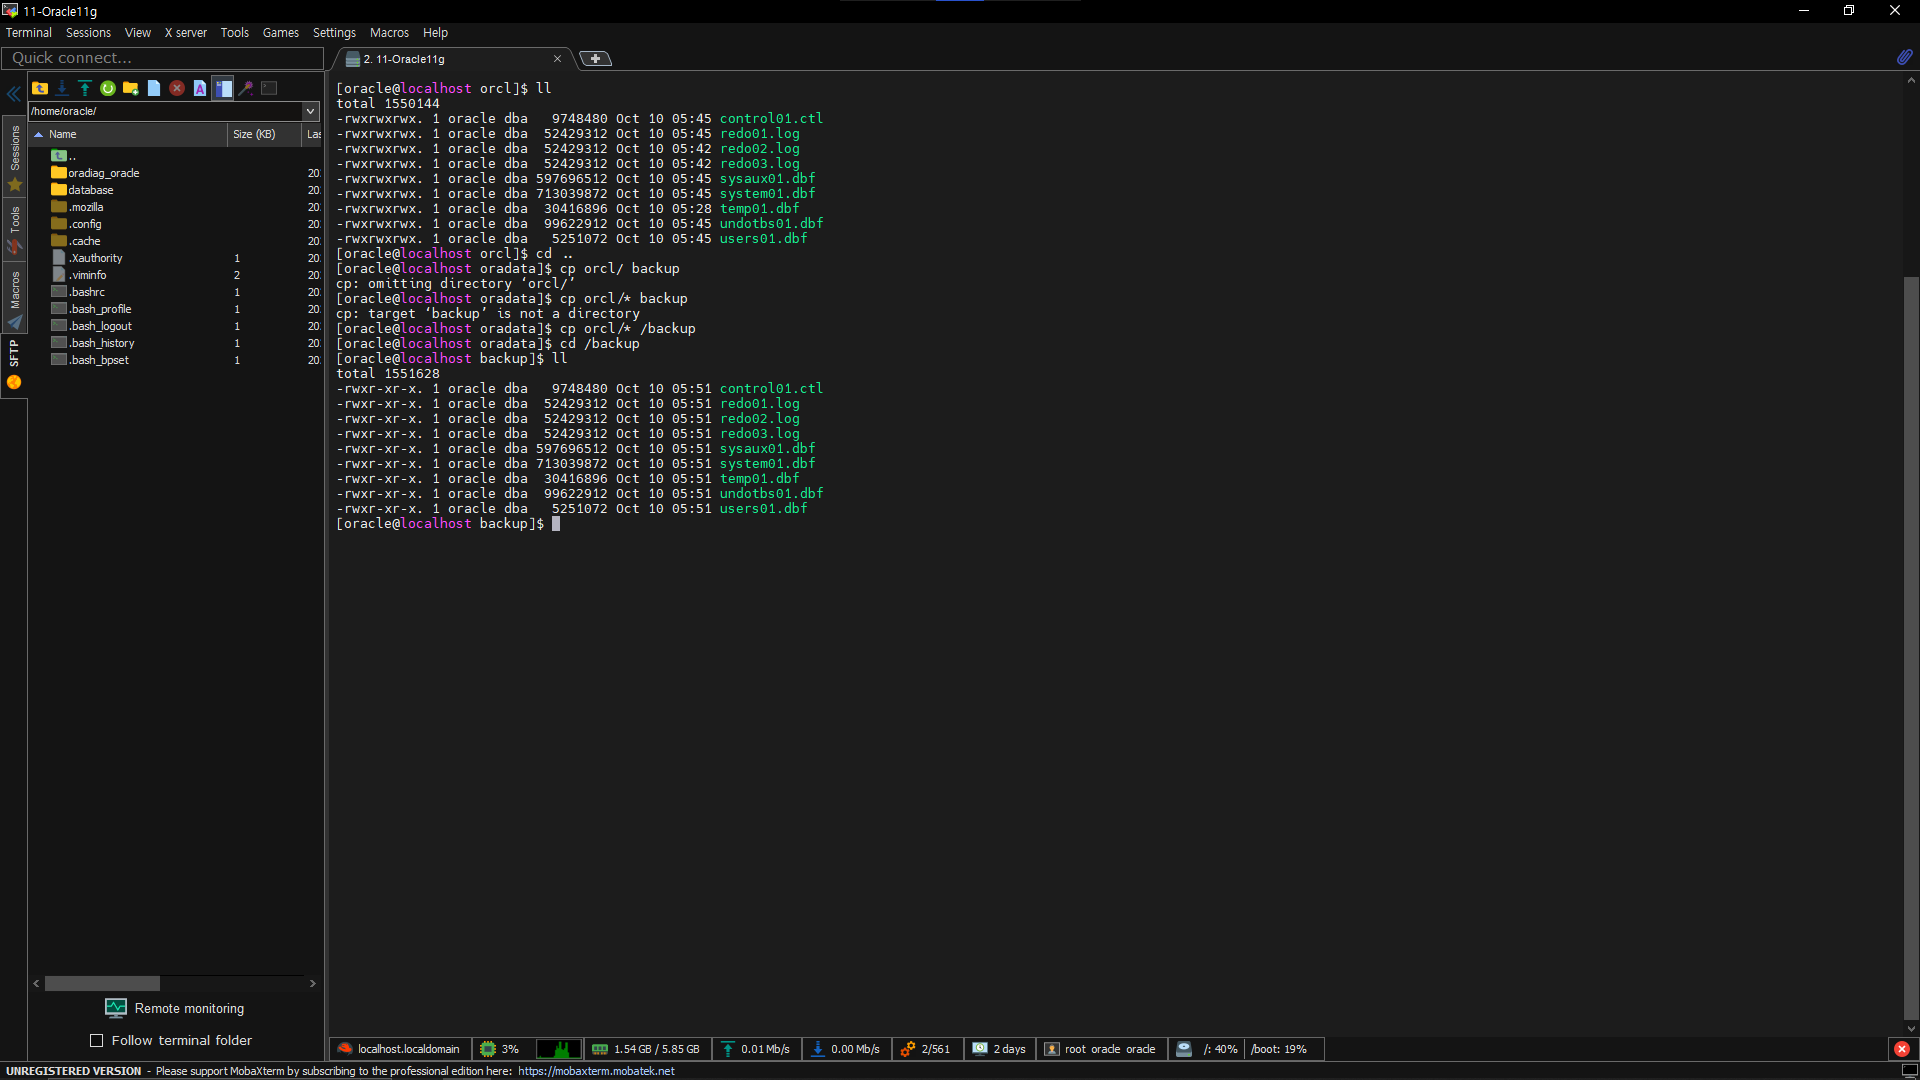 11-Oracle11g
Terminal Sessions View X server Tools Games Settings Macros Help
Quick connect...
2. 11-Oracle11g
/home/oracle/
Name Size (KB) Las
..
oradiag_oracle 20
database 20
.mozilla 20
.config 20
.cache 20
.Xauthority 1 20
.viminfo 2 20
.bashrc 1 20
.bash_profile 1 20
.bash_logout 1 20
.bash_history 1 20
.bash_bpset 1 20
Sessions
Tools
Macros
SFTP
Remote monitoring
Follow terminal folder
[oracle@localhost orcl]$ ll
total 1550144
-rwxrwxrwx. 1 oracle dba   9748480 Oct 10 05:45 control01.ctl
-rwxrwxrwx. 1 oracle dba  52429312 Oct 10 05:45 redo01.log
-rwxrwxrwx. 1 oracle dba  52429312 Oct 10 05:42 redo02.log
-rwxrwxrwx. 1 oracle dba  52429312 Oct 10 05:42 redo03.log
-rwxrwxrwx. 1 oracle dba 597696512 Oct 10 05:45 sysaux01.dbf
-rwxrwxrwx. 1 oracle dba 713039872 Oct 10 05:45 system01.dbf
-rwxrwxrwx. 1 oracle dba  30416896 Oct 10 05:28 temp01.dbf
-rwxrwxrwx. 1 oracle dba  99622912 Oct 10 05:45 undotbs01.dbf
-rwxrwxrwx. 1 oracle dba   5251072 Oct 10 05:45 users01.dbf
[oracle@localhost orcl]$ cd ..
[oracle@localhost oradata]$ cp orcl/ backup
cp: omitting directory ‘orcl/’
[oracle@localhost oradata]$ cp orcl/* backup
cp: target ‘backup’ is not a directory
[oracle@localhost oradata]$ cp orcl/* /backup
[oracle@localhost oradata]$ cd /backup
[oracle@localhost backup]$ ll
total 1551628
-rwxr-xr-x. 1 oracle dba   9748480 Oct 10 05:51 control01.ctl
-rwxr-xr-x. 1 oracle dba  52429312 Oct 10 05:51 redo01.log
-rwxr-xr-x. 1 oracle dba  52429312 Oct 10 05:51 redo02.log
-rwxr-xr-x. 1 oracle dba  52429312 Oct 10 05:51 redo03.log
-rwxr-xr-x. 1 oracle dba 597696512 Oct 10 05:51 sysaux01.dbf
-rwxr-xr-x. 1 oracle dba 713039872 Oct 10 05:51 system01.dbf
-rwxr-xr-x. 1 oracle dba  30416896 Oct 10 05:51 temp01.dbf
-rwxr-xr-x. 1 oracle dba  99622912 Oct 10 05:51 undotbs01.dbf
-rwxr-xr-x. 1 oracle dba   5251072 Oct 10 05:51 users01.dbf
[oracle@localhost backup]$
localhost.localdomain 3% 1.54 GB / 5.85 GB 0.01 Mb/s 0.00 Mb/s 2/561 2 days root oracle oracle /: 40% /boot: 19%
UNREGISTERED VERSION - Please support MobaXterm by subscribing to the professional edition here: https://mobaxterm.mobatek.net